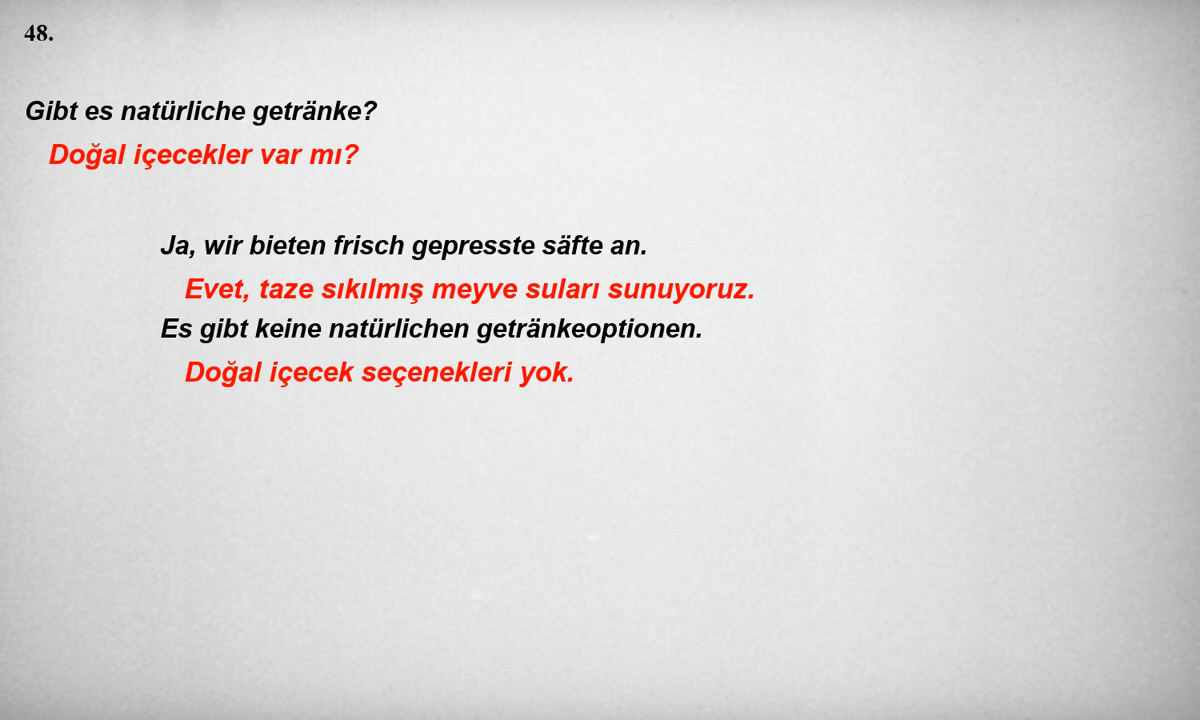 48.
Gibt es natürliche getränke?
Doğal içecekler var mı?
Ja, wir bieten frisch gepresste säfte an.
Evet, taze sıkılmış meyve suları sunuyoruz.
Es gibt keine natürlichen getränkeoptionen.
Doğal içecek seçenekleri yok.